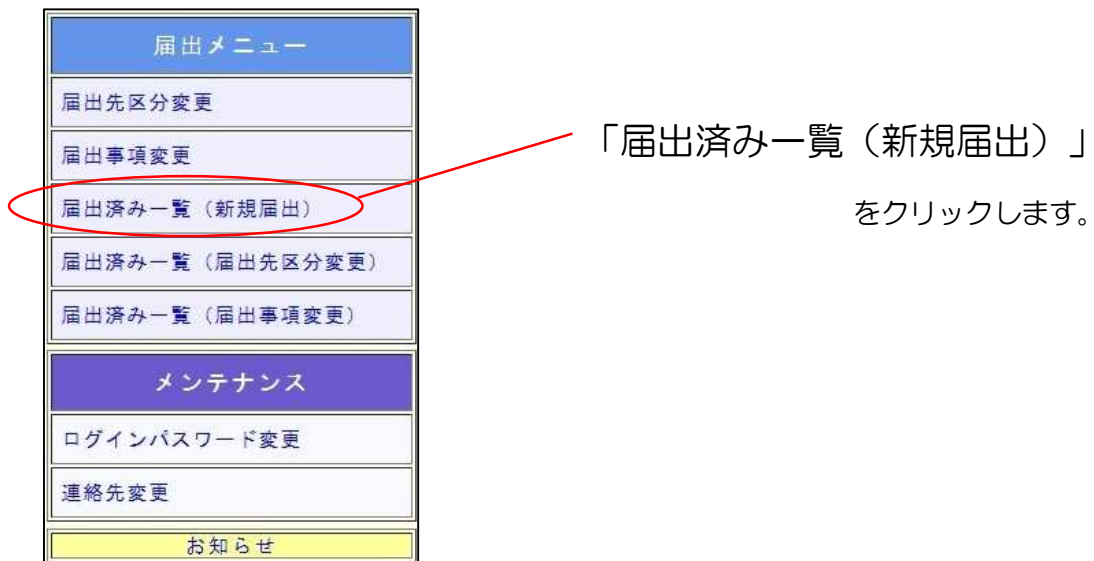 届出メニュー
届出先区分変更
届出事項変更
届出済み一覧（新規届出）
届出済み一覧（届出先区分変更）
届出済み一覧（届出事項変更）
メンテナンス
ログインパスワード変更
連絡先変更
お知らせ
「届出済み一覧（新規届出）」
をクリックします。